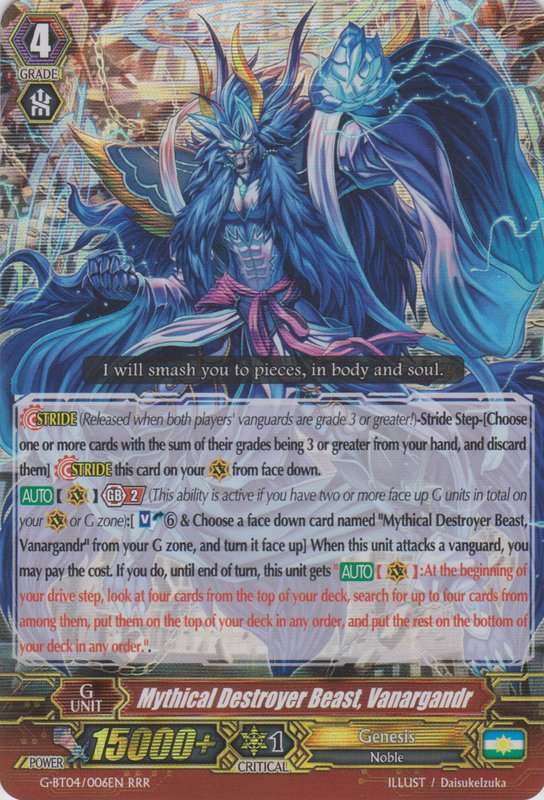 4
GRADE
I will smash you to pieces, in body and soul.
STRIDE (Released when both players' vanguards are grade 3 or greater!)-Stride Step-[Choose
one or more cards with the sum of their grades being 3 or greater from your hand, and discard
them] STRIDE this card on your from face down.
AUTO 【 】 GB 2 (This ability is active if you have two or more face up G units in total on
your or G zone):[ V ⑥ & Choose a face down card named "Mythical Destroyer Beast,
Vanargandr" from your G zone, and turn it face up] When this unit attacks a vanguard, you
may pay the cost. If you do, until end of turn, this unit gets "AUTO【 】:At the beginning of
your drive step, look at four cards from the top of your deck, search for up to four cards from
among them, put them on the top of your deck in any order, and put the rest on the bottom of
your deck in any order.".
G UNIT
Mythical Destroyer Beast, Vanargandr
POWER 15000+
1 CRITICAL
Genesis
Noble
G-BT04/006EN RRR
ILLUST / DaisukeIzuka